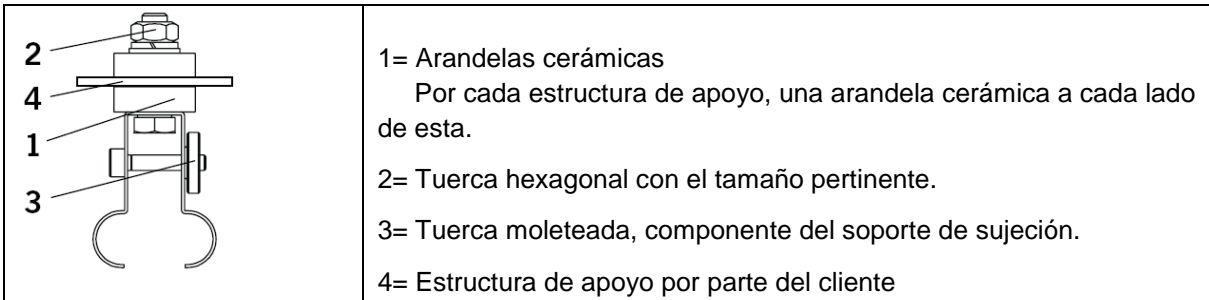 2
4
1
3
1= Arandelas cerámicas
Por cada estructura de apoyo, una arandela cerámica a cada lado
de esta.
2= Tuerca hexagonal con el tamaño pertinente.
3= Tuerca moleteada, componente del soporte de sujeción.
4= Estructura de apoyo por parte del cliente